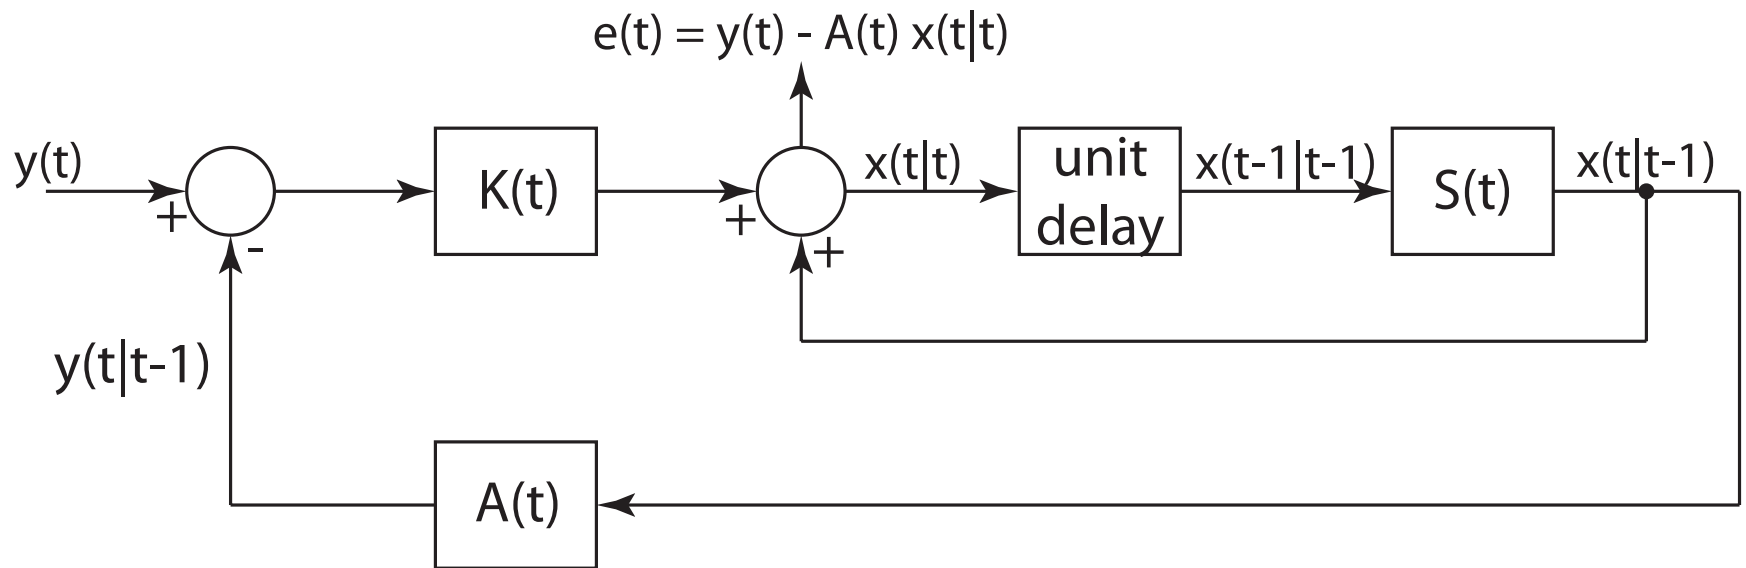 e(t) = y(t) - A(t) x(t|t)
y(t)
+
-
K(t)
+
+
x(t|t)
unit
delay
x(t-1|t-1)
S(t)
x(t|t-1)
y(t|t-1)
A(t)